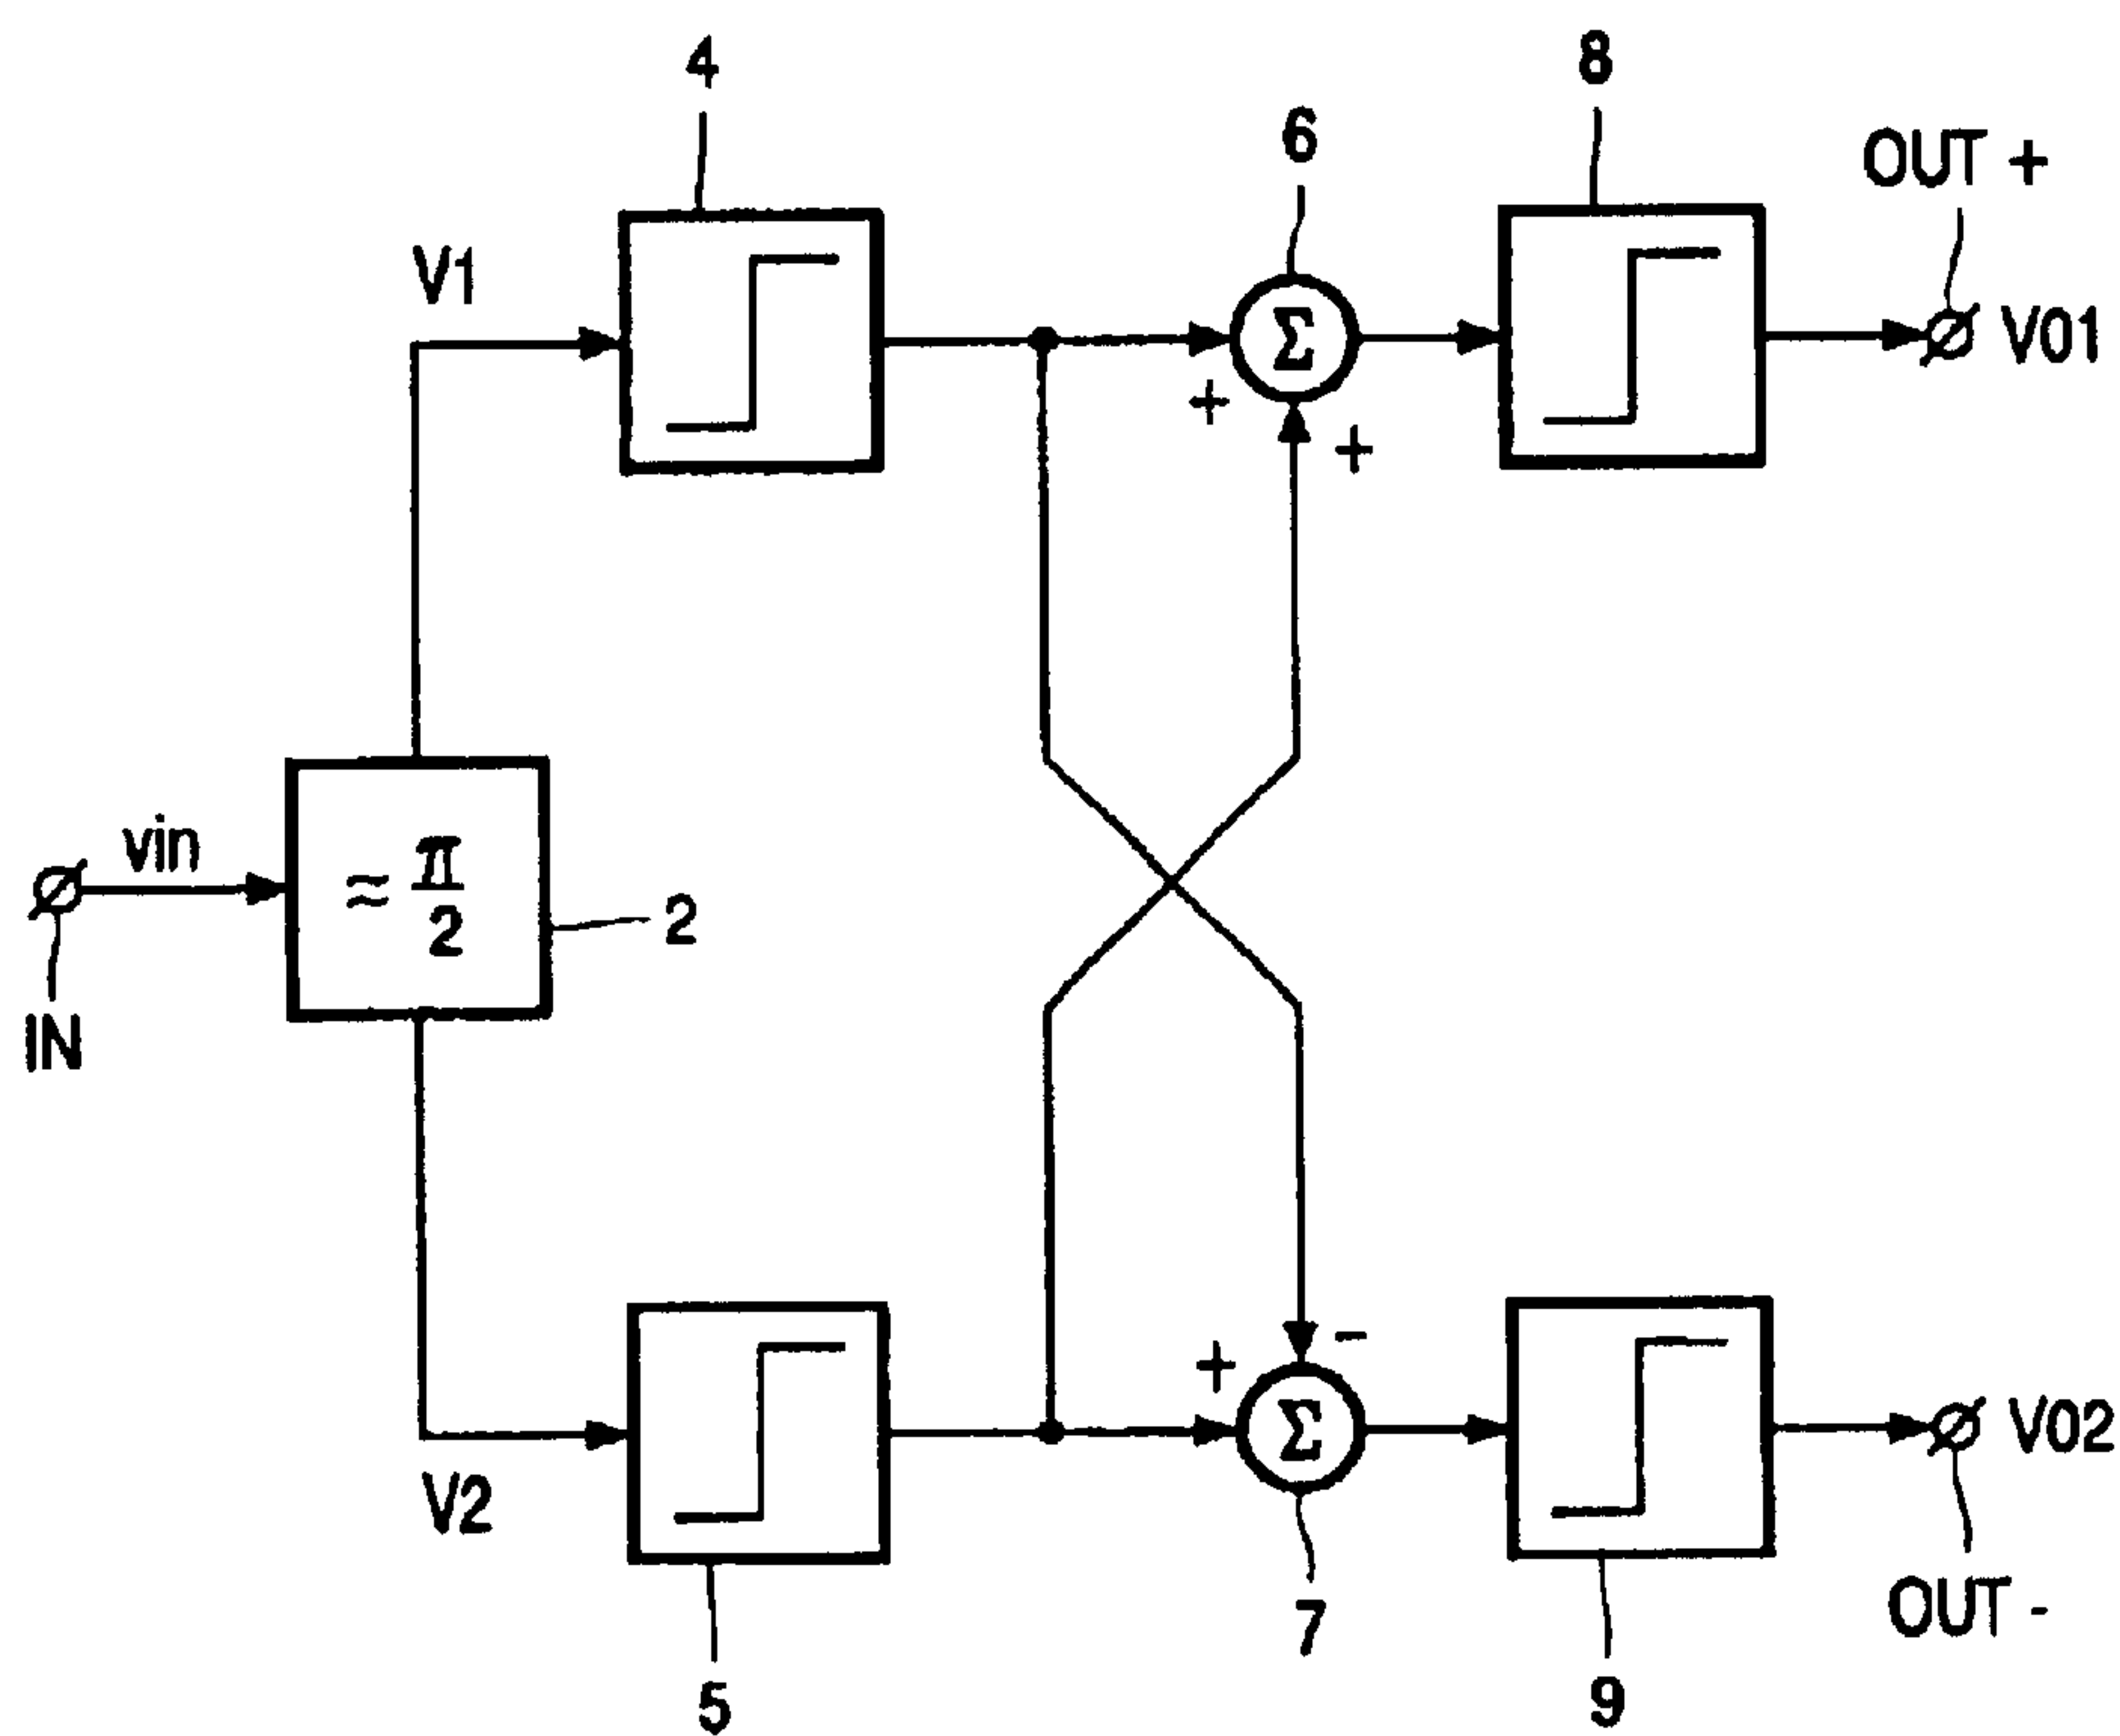 4
8
6
OUT +
V1
Σ
V01
+
+
vin
≈ π/2
2
IN
-
+
Σ
V02
V2
7
OUT -
5
9